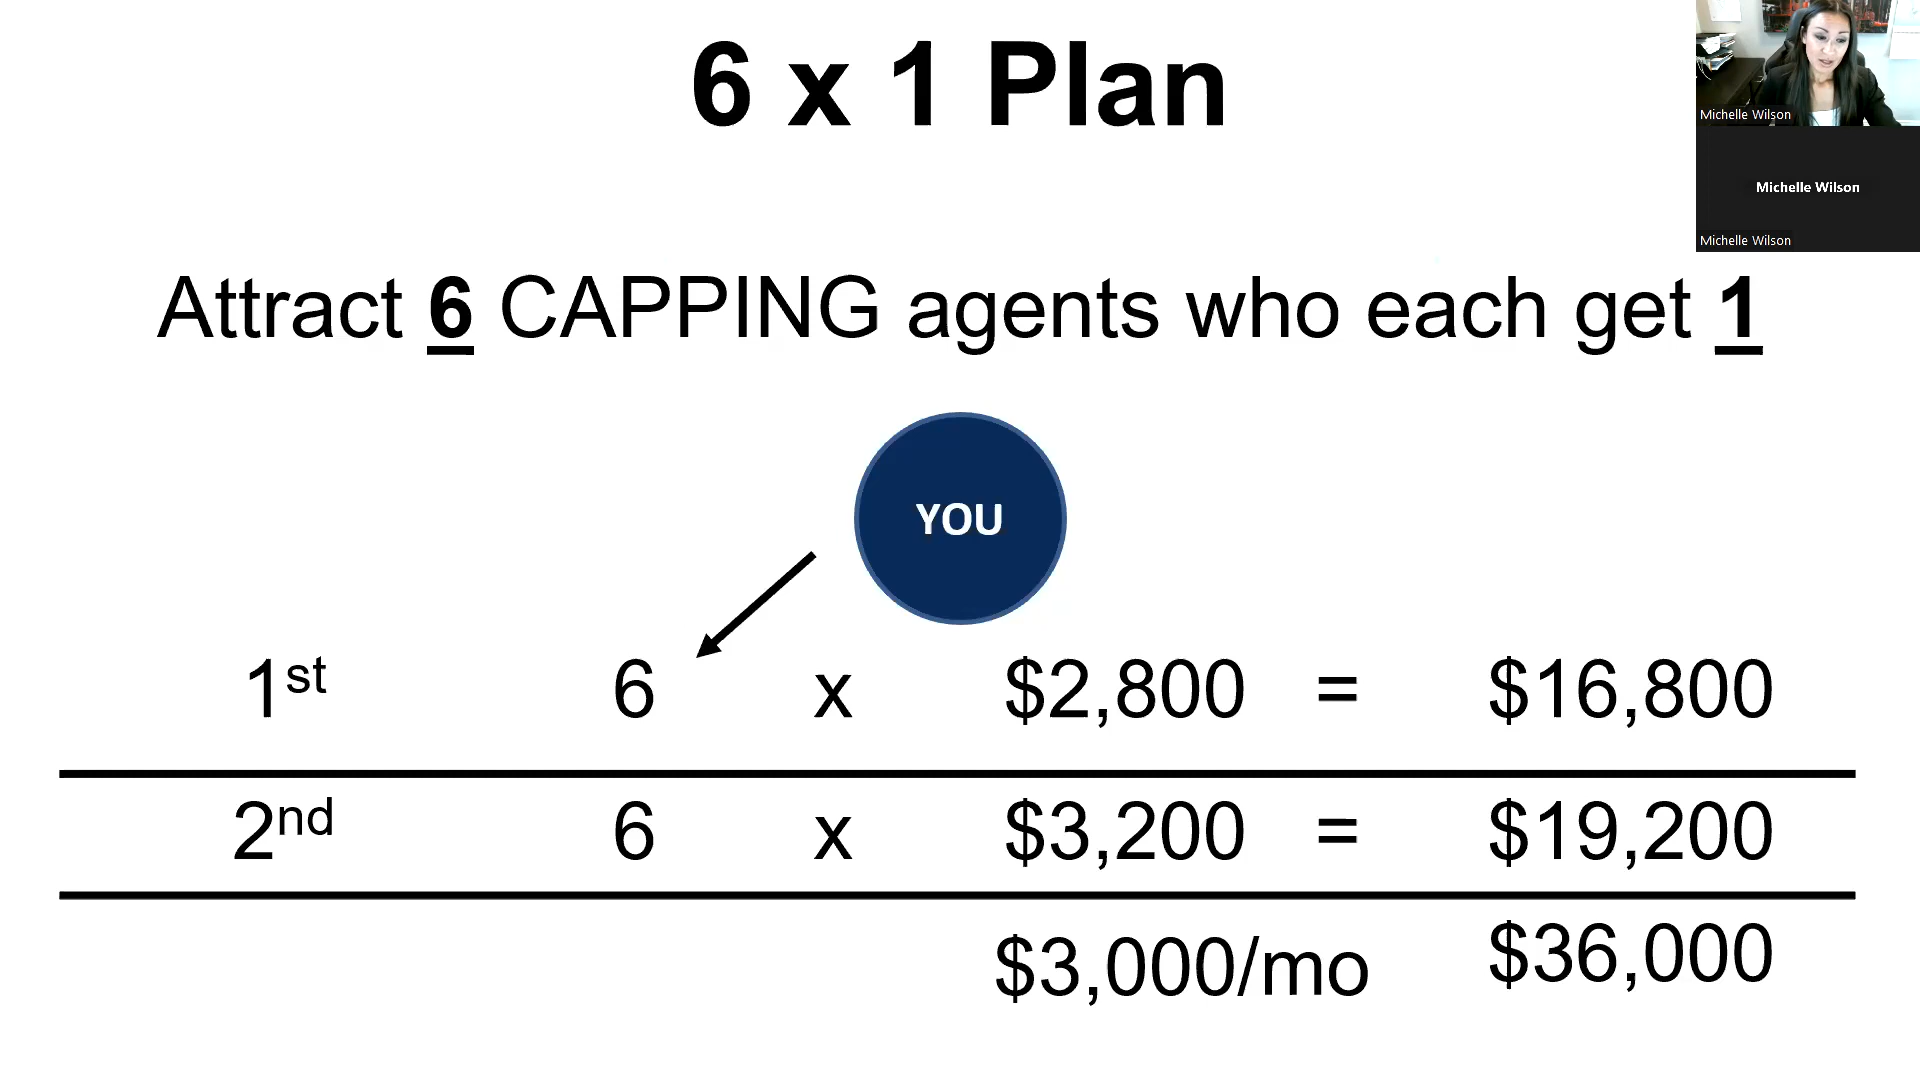 6 x 1 Plan
Michelle Wilson
Michelle Wilson
Michelle Wilson
Attract 6 CAPPING agents who each get 1
YOU
1st 6 x $2,800 = $16,800
2nd 6 x $3,200 = $19,200
$3,000/mo $36,000